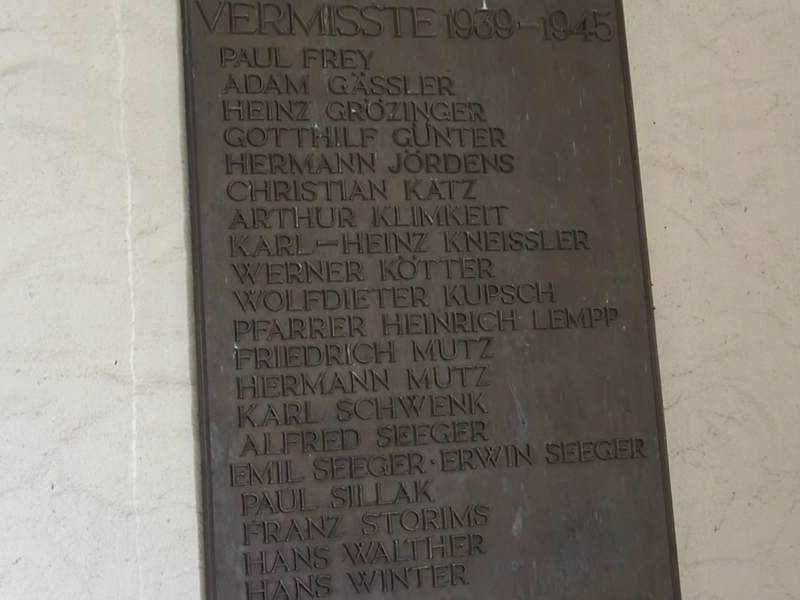 VERMISSTE 1939-1945
PAUL FREY
ADAM GÄSSLER
HEINZ GRÖZINGER
GOTTHILF GÜNTER
HERMANN JÖRDENS
CHRISTIAN KATZ
ARTHUR KLIMKEIT
KARL-HEINZ KNEISSLER
WERNER KÖTTER
WOLFDIETER KUPSCH
PFARRER HEINRICH LEMPP
FRIEDRICH MUTZ
HERMANN MUTZ
KARL SCHWENK
ALFRED SEEGER
EMIL SEEGER·ERWIN SEEGER
PAUL SILLAK
FRANZ STORIMS
HANS WALTHER
HANS WINTER